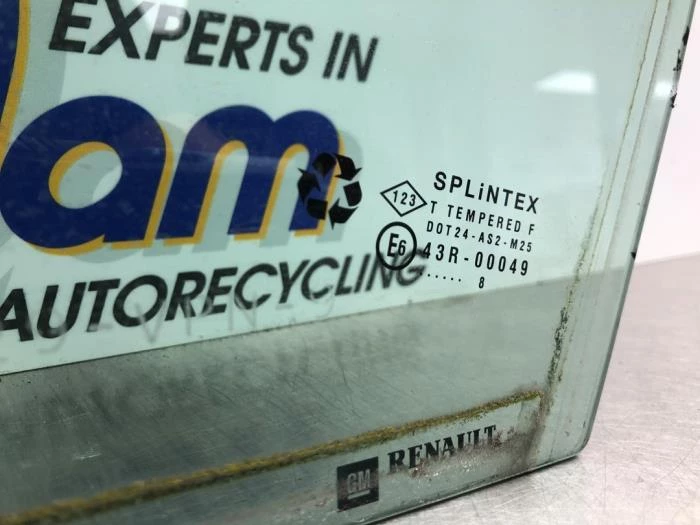 EXPERTS IN
am
AUTORECYCLING
SPLiNTEX
123
T TEMPERED F
DOT24-AS2-M25
E6 43R-00049
..... 8
GM RENAULT